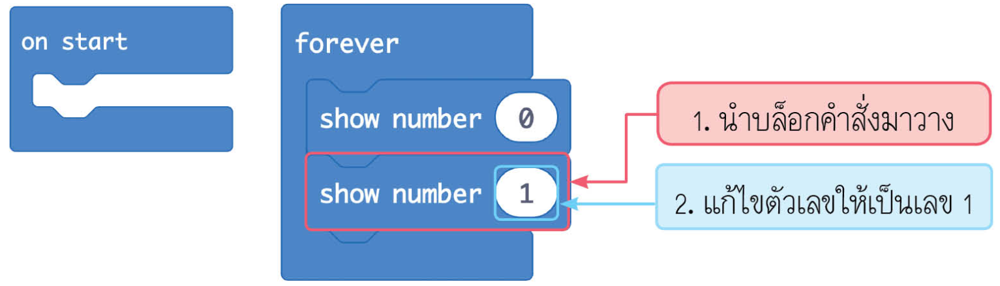 on start
forever
show number 0
show number 1
1. นำบล็อกคำสั่งมาวาง
2. แก้ไขตัวเลขให้เป็นเลข 1